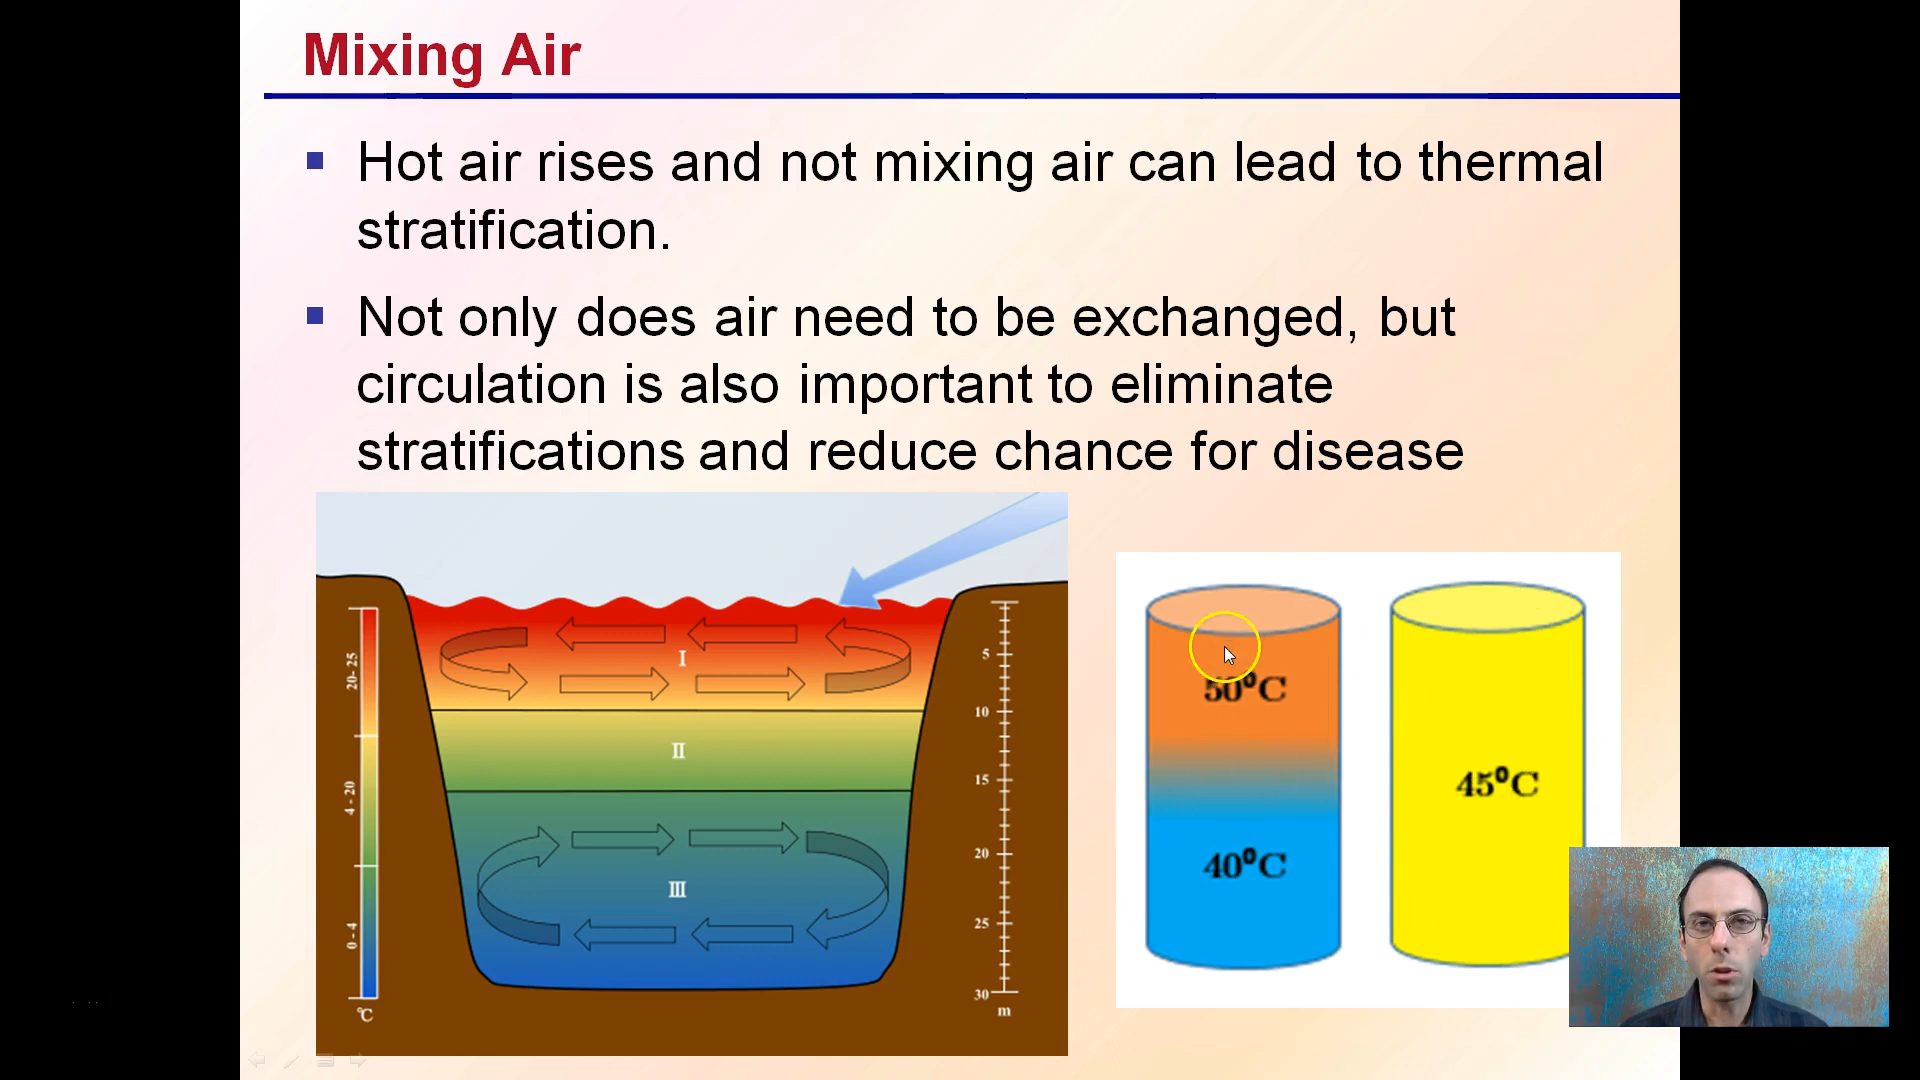 Mixing Air
Hot air rises and not mixing air can lead to thermal
stratification.
Not only does air need to be exchanged, but
circulation is also important to eliminate
stratifications and reduce chance for disease
20-25
4-20
0-4
°C
I
II
III
5
10
15
20
25
30
m
50⁰C
40⁰C
45⁰C